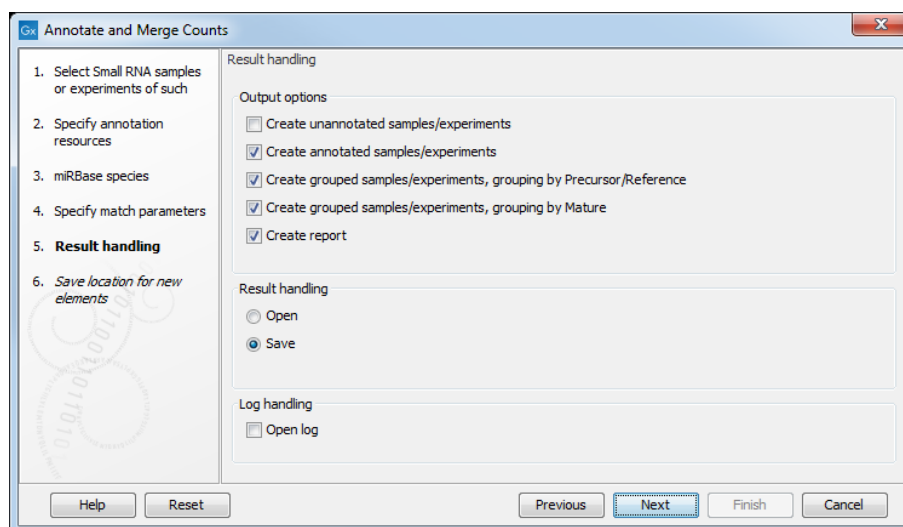 Gx Annotate and Merge Counts
1. Select Small RNA samples
or experiments of such
2. Specify annotation
resources
3. miRBase species
4. Specify match parameters
5. Result handling
6. Save location for new
elements
Result handling
Output options
Create unannotated samples/experiments
Create annotated samples/experiments
Create grouped samples/experiments, grouping by Precursor/Reference
Create grouped samples/experiments, grouping by Mature
Create report
Result handling
Open
Save
Log handling
Open log
Help Reset Previous Next Finish Cancel